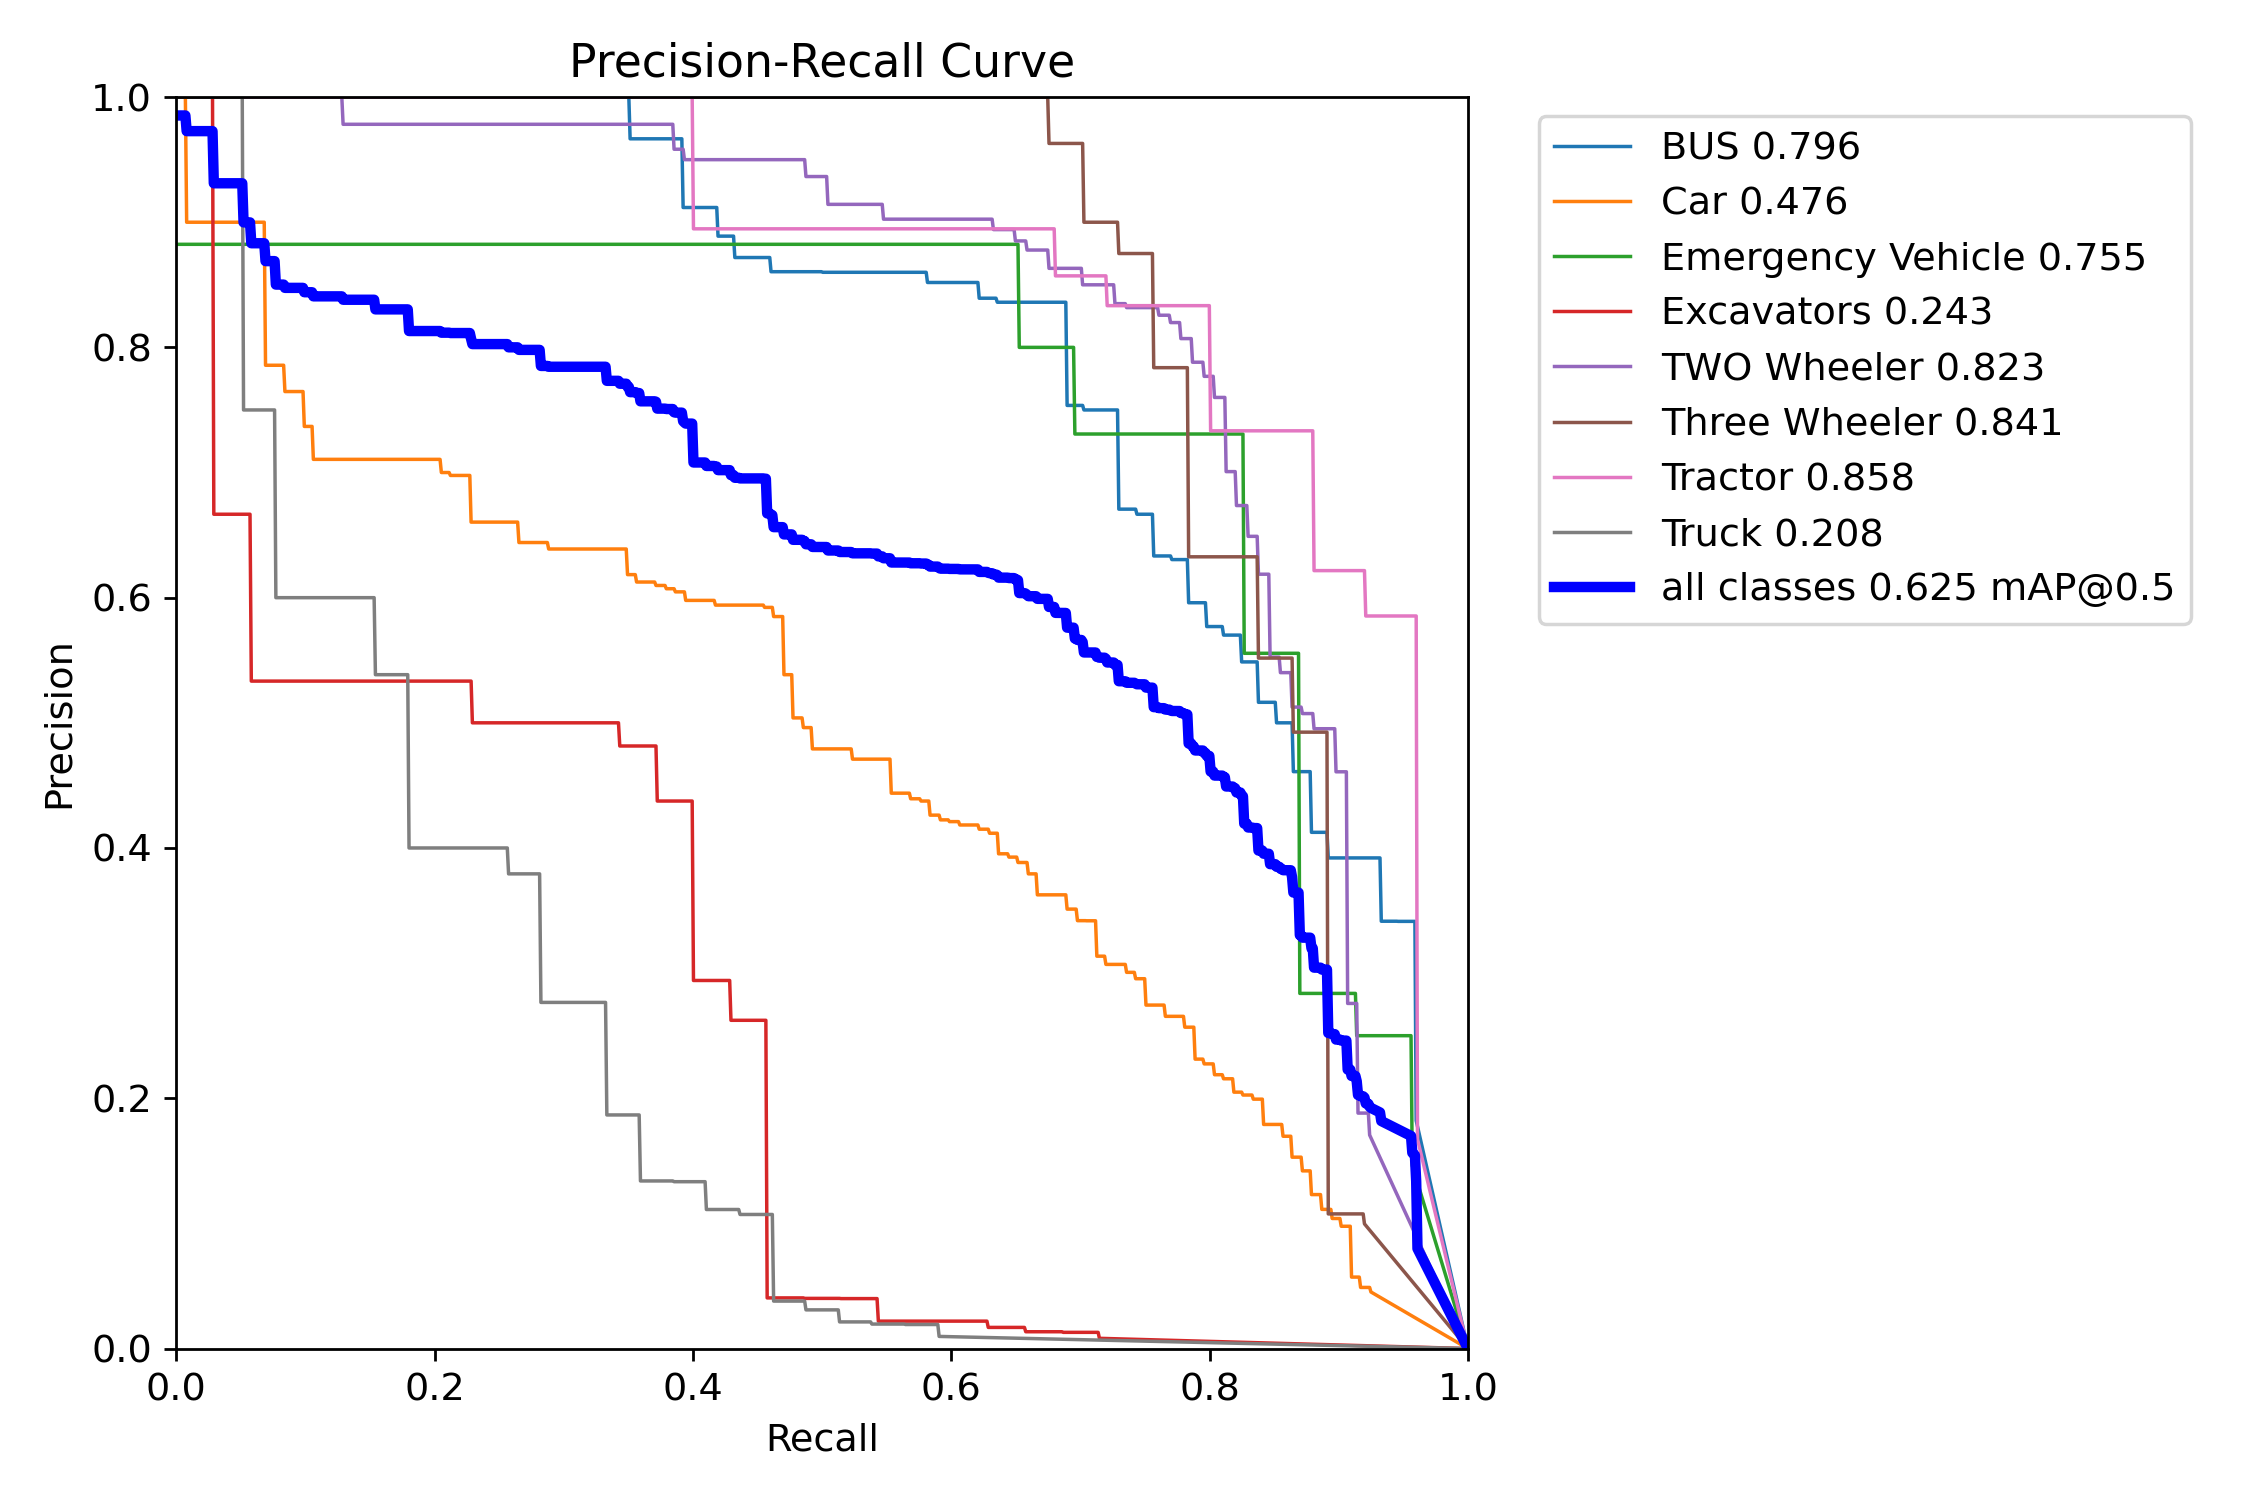 Precision-Recall Curve
1.0
0.8
0.6
0.4
0.2
0.0
Precision
0.0 0.2 0.4 0.6 0.8 1.0
Recall
BUS 0.796
Car 0.476
Emergency Vehicle 0.755
Excavators 0.243
TWO Wheeler 0.823
Three Wheeler 0.841
Tractor 0.858
Truck 0.208
all classes 0.625 mAP@0.5